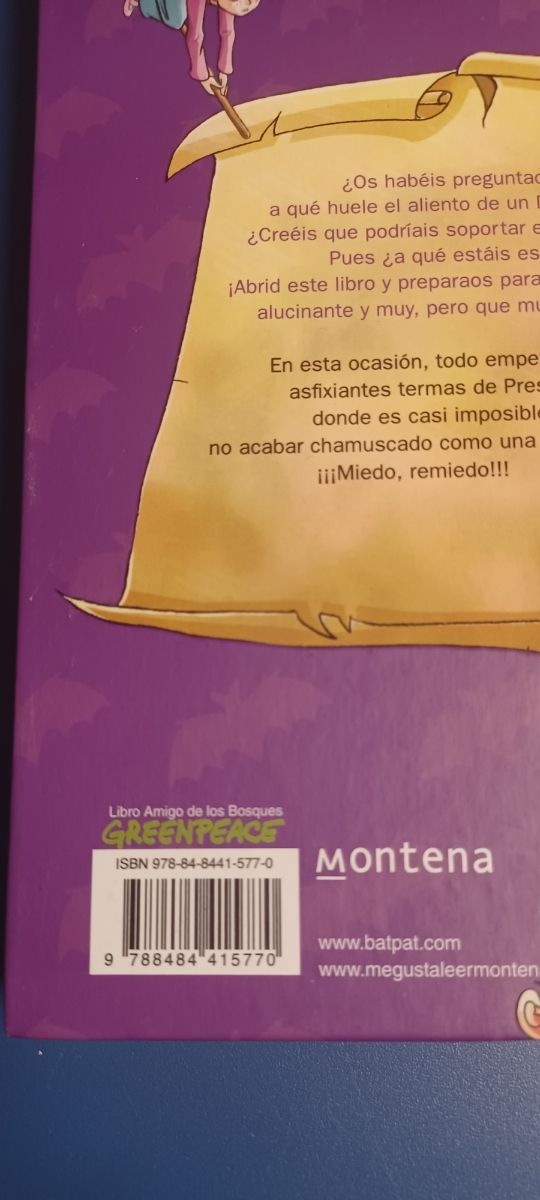 ¿Os habéis preguntad
a qué huele el aliento de un
¿Creéis que podríais soportar e
Pues ¿a qué estáis es
¡Abrid este libro y preparaos para
alucinante y muy, pero que mu
En esta ocasión, todo empe
asfixiantes termas de Pres
donde es casi imposible
no acabar chamuscado como una
¡¡¡Miedo, remiedo!!!
Libro Amigo de los Bosques
GREENPEACE
ISBN 978-84-8441-577-0
9 788484 415770
Montena
www.batpat.com
www.megustaleermonten